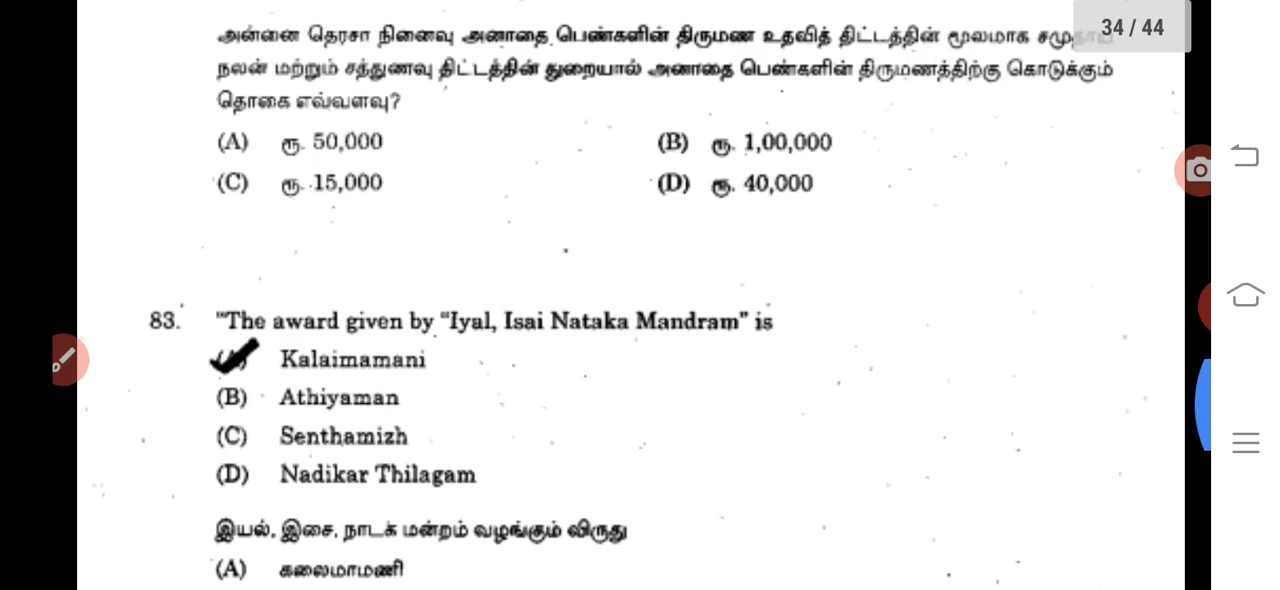 34 / 44
அன்னை தெரசா நினைவு அனாதை பெண்களின் திருமண உதவித் திட்டத்தின் மூலமாக
நலன் மற்றும் சத்துணவு திட்டத்தின் துறையால் அனாதை பெண்களின் திருமணத்திற்கு கொடுக்கும்
தொகை எவ்வளவு?
(A) ரூ. 50,000 (B) ரூ. 1,00,000
(C) ரூ. 15,000 (D) ரூ. 40,000
83. "The award given by “Iyal, Isai Nataka Mandram” is
Kalaimamani
(B) Athiyaman
(C) Senthamizh
(D) Nadikar Thilagam
இயல், இசை, நாடக மன்றம் வழங்கும் விருது
(A) கலைமாமணி